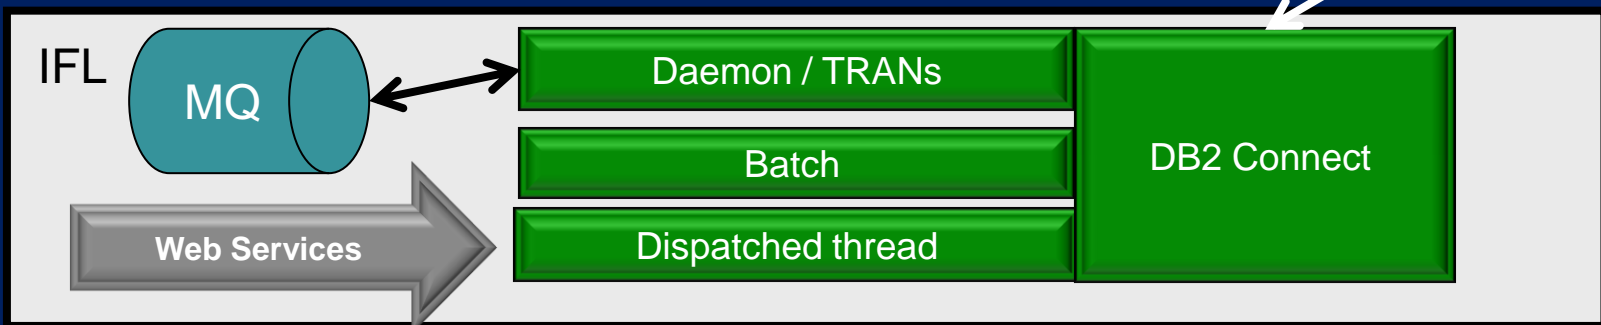 IFL
MQ
Daemon / TRANs
Batch
DB2 Connect
Web Services
Dispatched thread